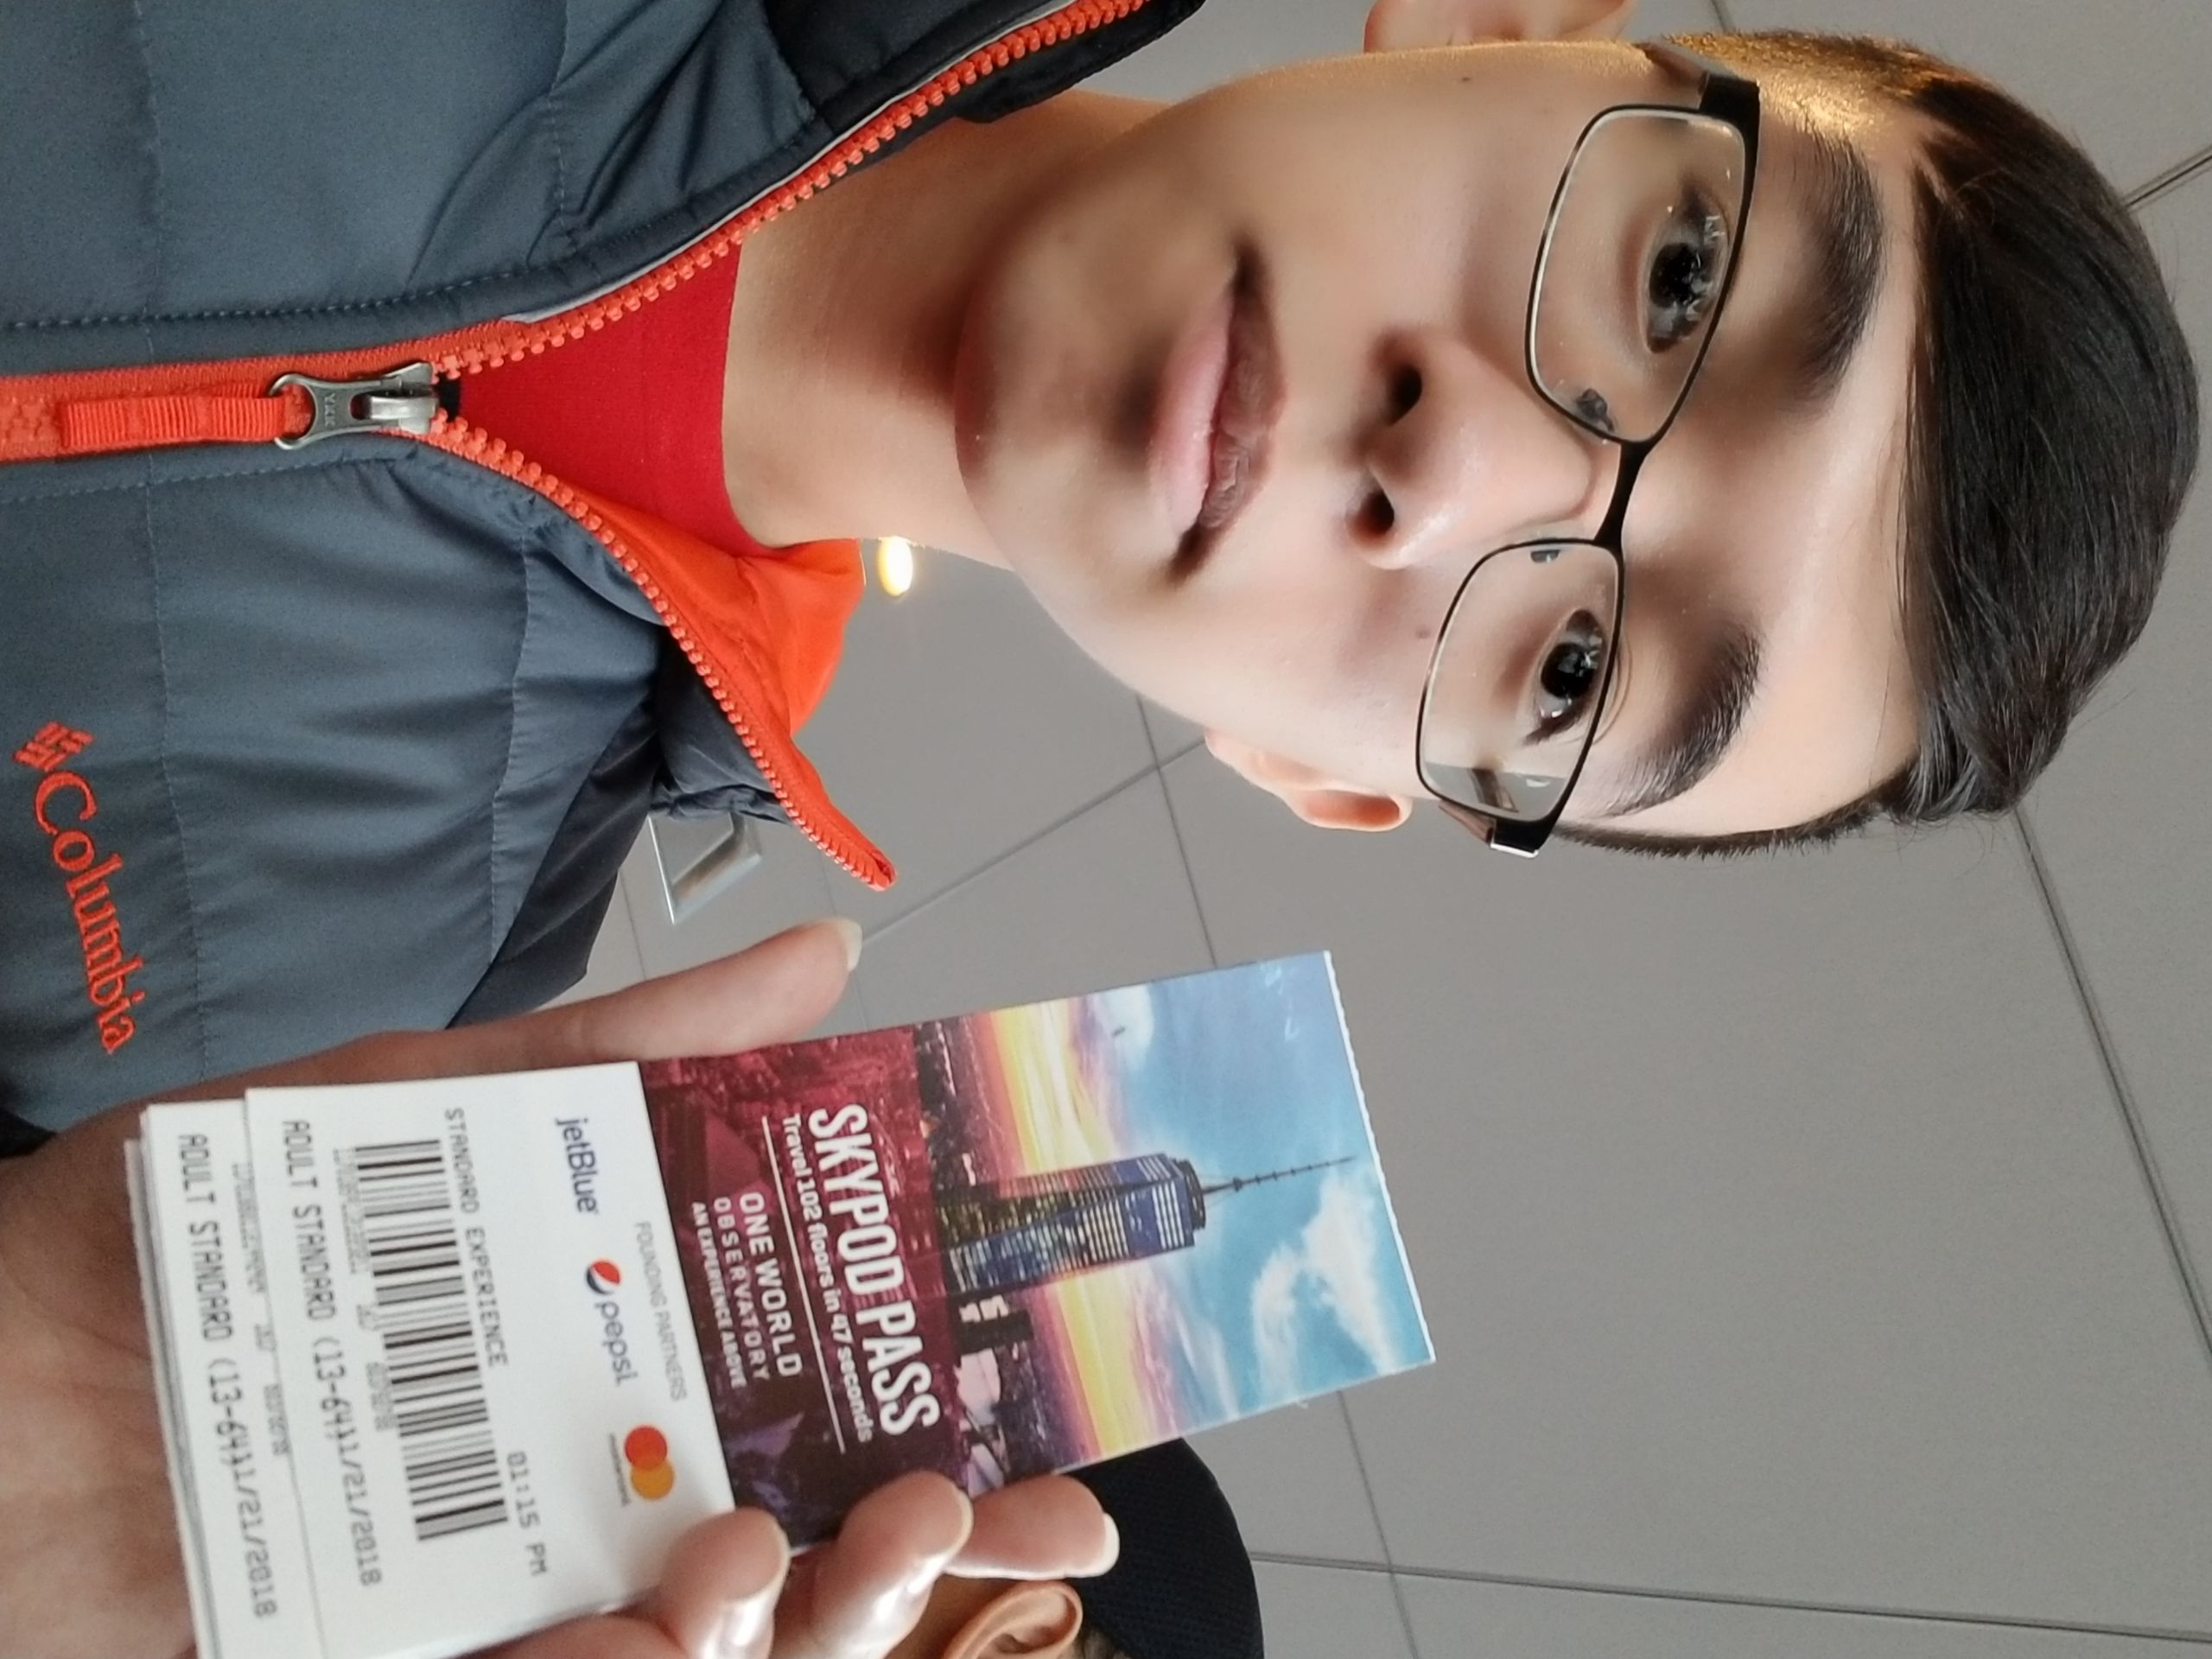 SKYPOD PASS
Travel 102 floors in 47 seconds
ONE WORLD
OBSERVATORY
AN EXPERIENCE ABOVE
FOUNDING PARTNERS
jetBlue pepsi mastercard
01:15 PM
STANDARD EXPERIENCE
ADULT STANDARD (13-64) 11/21/2018
ADULT STANDARD (13-64) 11/21/2018
YKK
Columbia